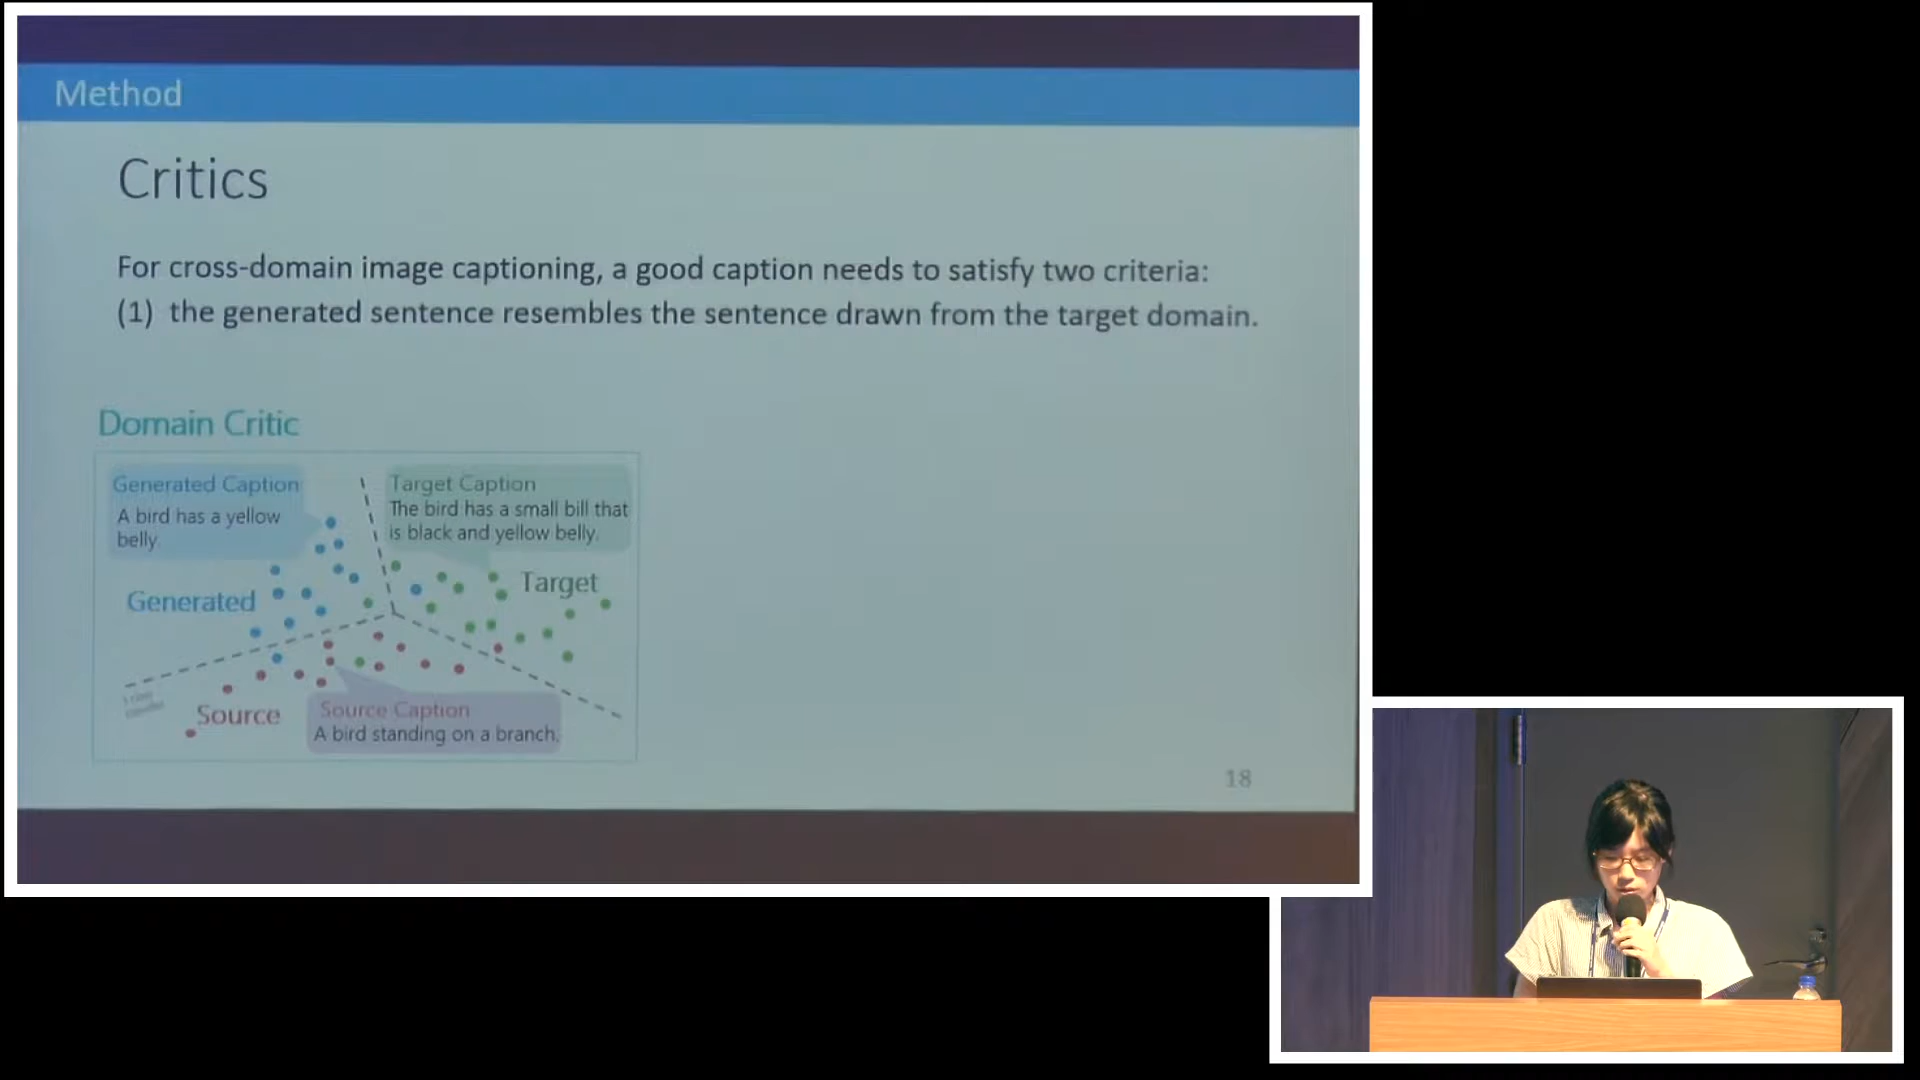 Method
Critics
For cross-domain image captioning, a good caption needs to satisfy two criteria:
(1) the generated sentence resembles the sentence drawn from the target domain.
Domain Critic
Generated Caption
A bird has a yellow
belly.
Target Caption
The bird has a small bill that
is black and yellow belly.
Generated
Target
Source
Source Caption
A bird standing on a branch.
18